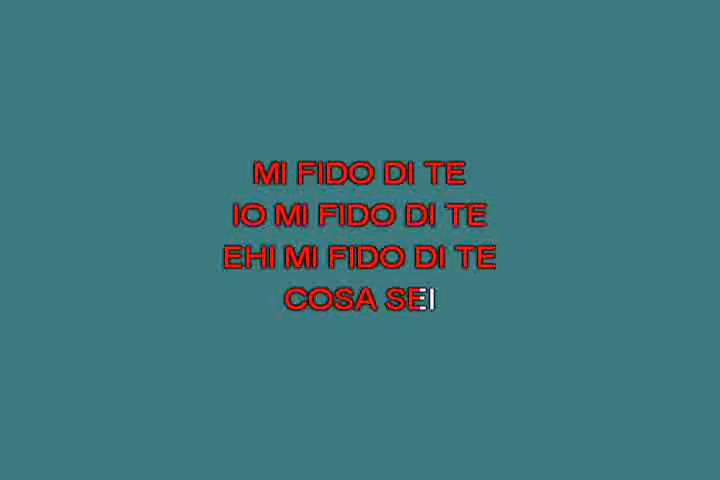 MI FIDO DI TE
IO MI FIDO DI TE
EHI MI FIDO DI TE
COSA SEI